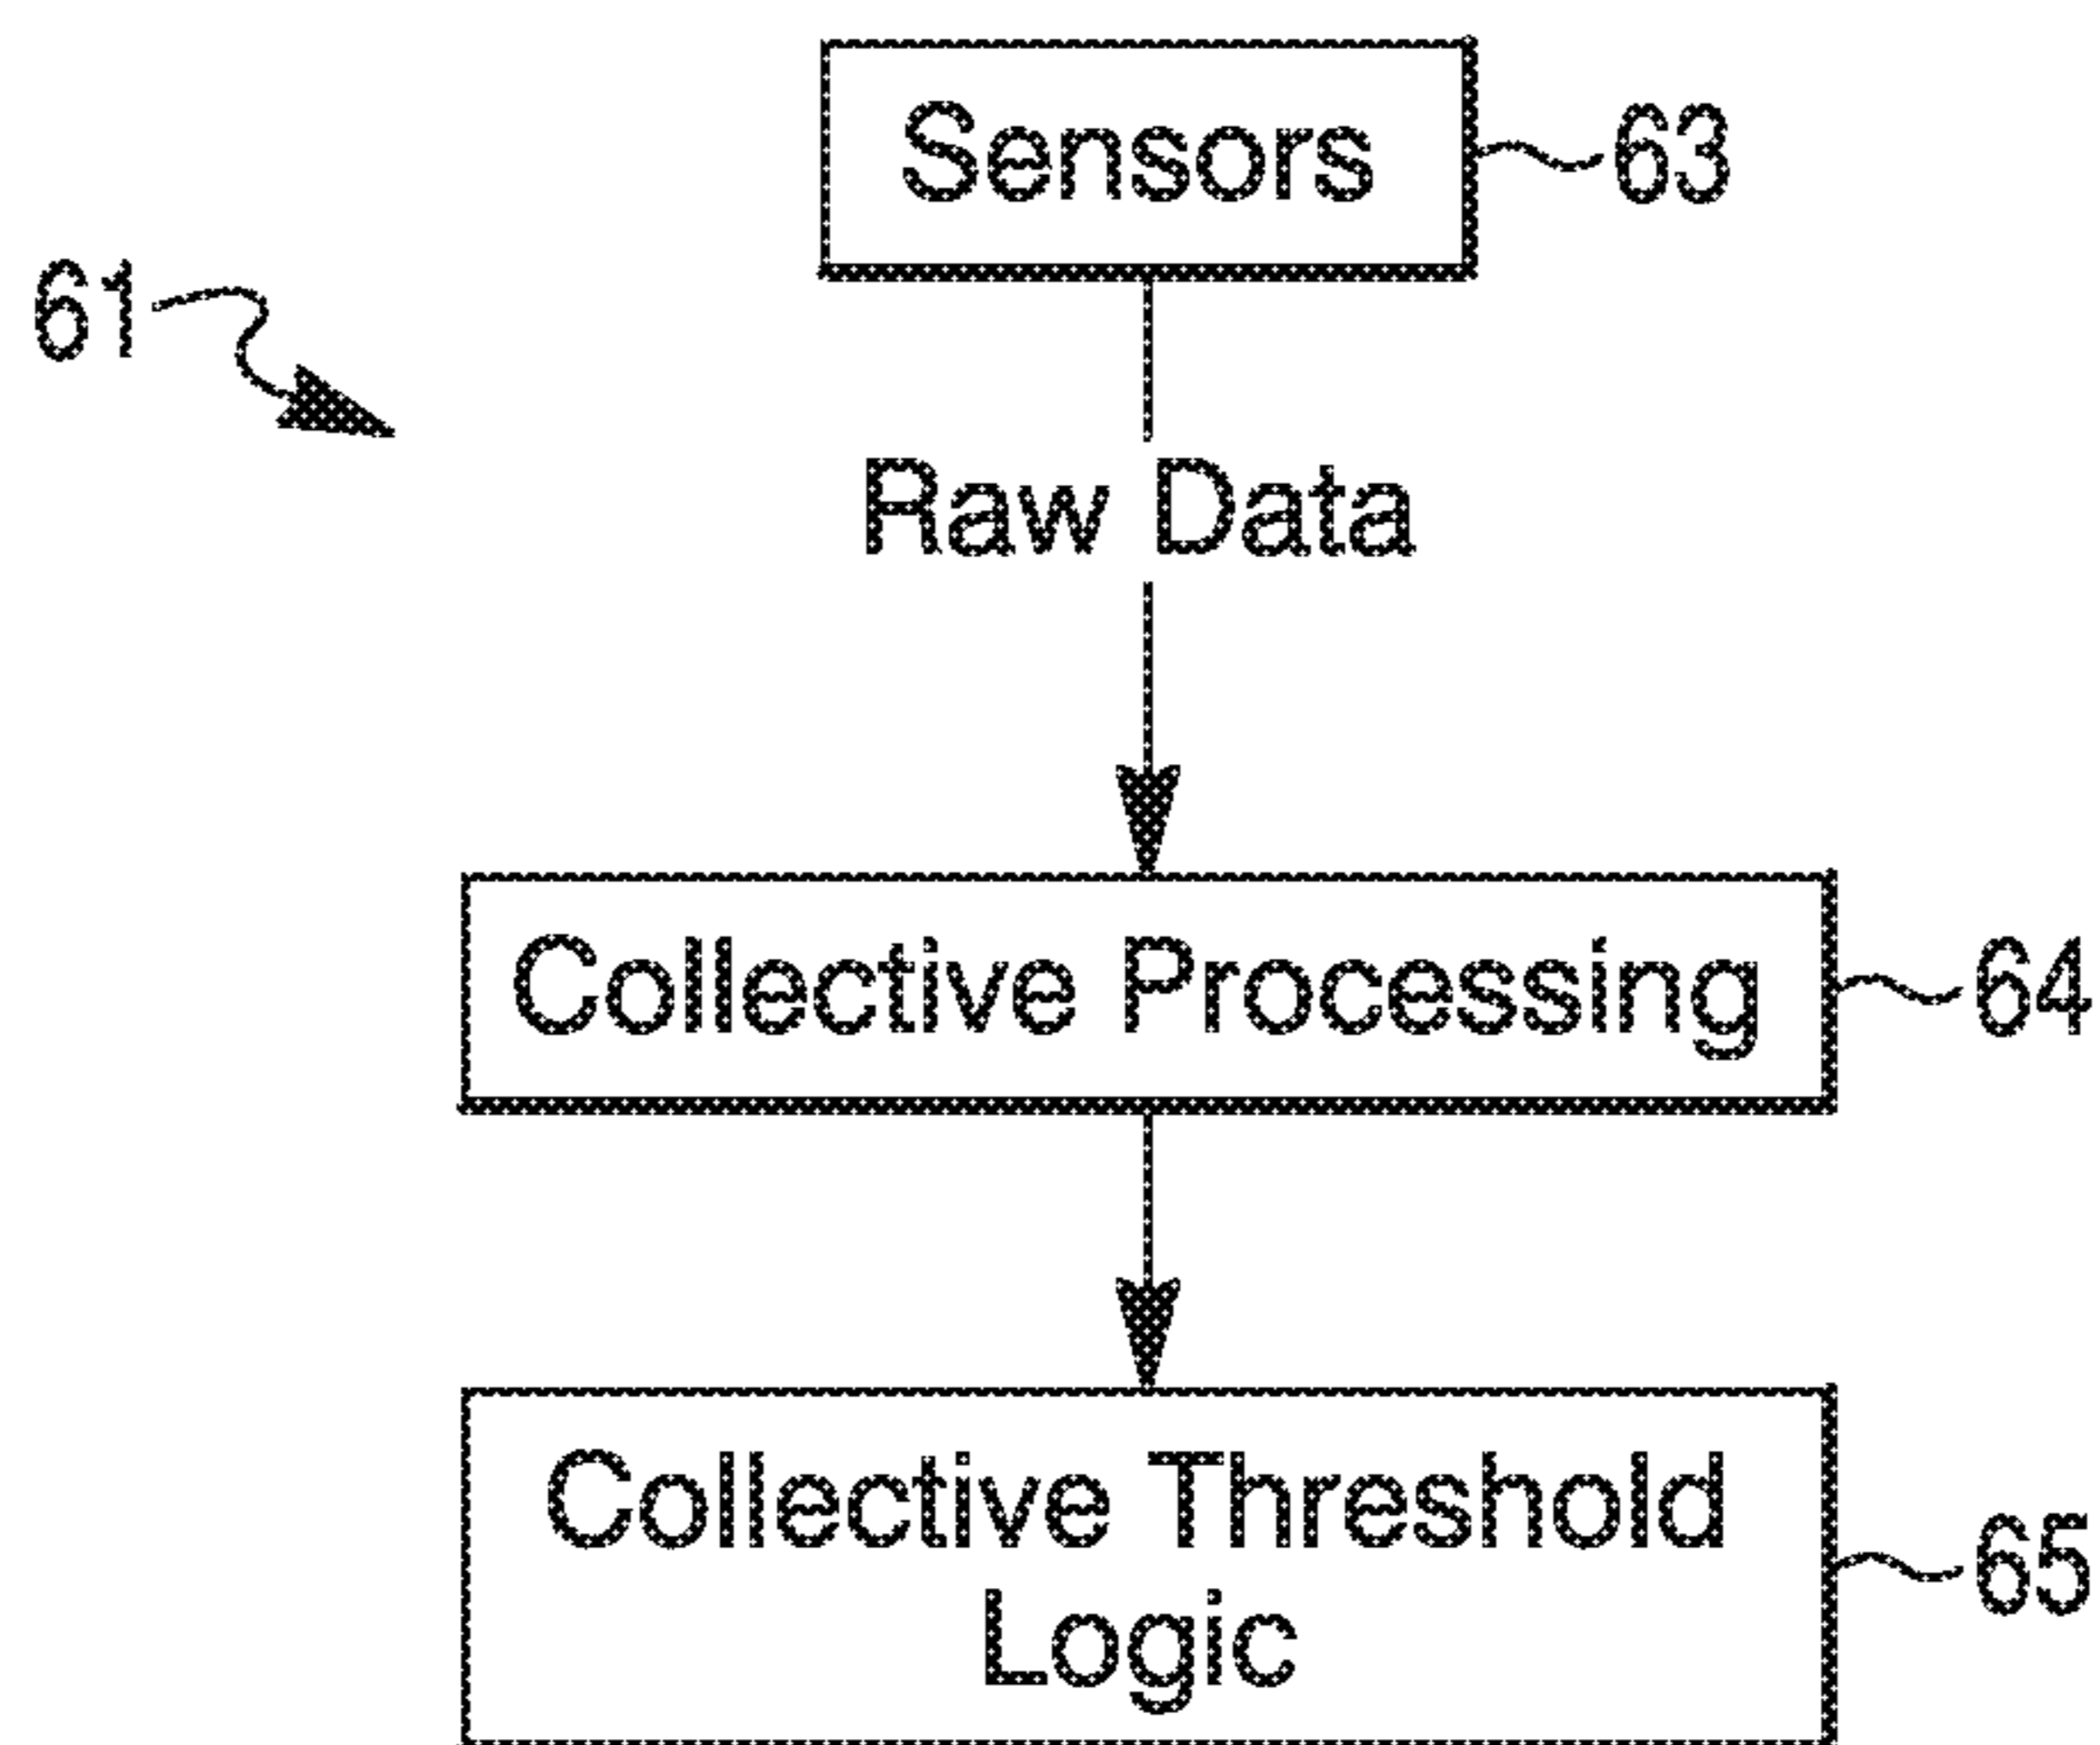 Sensors
63
61
Raw Data
Collective Processing
64
Collective Threshold
Logic
65